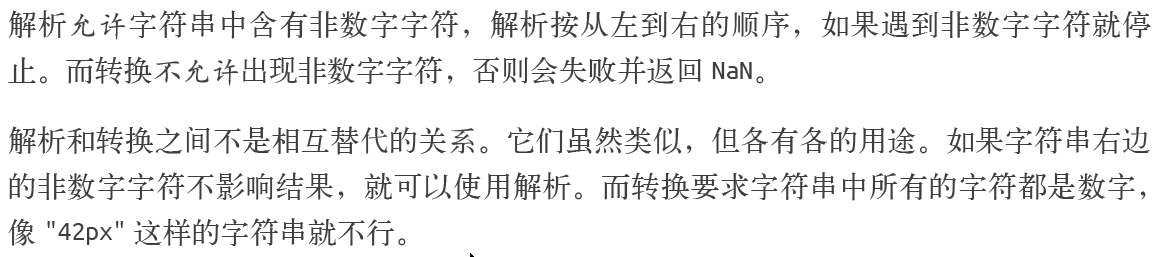 解析允许字符串中含有非数字字符，解析按从左到右的顺序，如果遇到非数字字符就停
止。而转换不允许出现非数字字符，否则会失败并返回 NaN。
解析和转换之间不是相互替代的关系。它们虽然类似，但各有各的用途。如果字符串右边
的非数字字符不影响结果，就可以使用解析。而转换要求字符串中所有的字符都是数字，
像 "42px" 这样的字符串就不行。